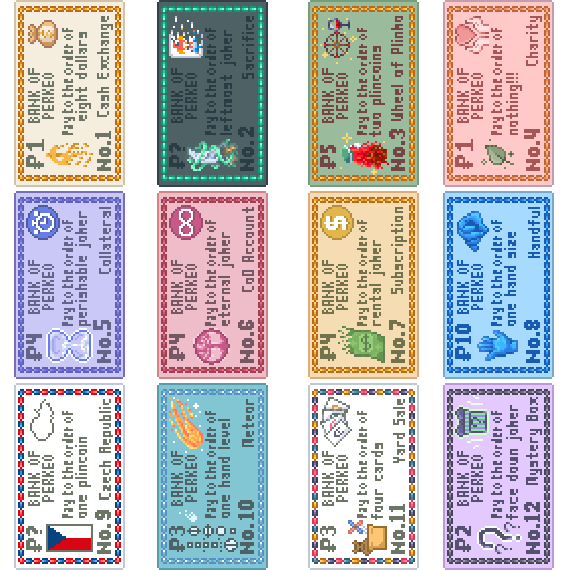 P1
BANK OF
PERKEO
Pay to the order of
eight dollars
No.1 Cash Exchange
P?
BANK OF
PERKEO
Pay to the order of
leftmost joker
No.2 Sacrifice
P5
BANK OF
PERKEO
Pay to the order of
two plincoins
No.3 Wheel of Plinko
P1
BANK OF
PERKEO
Pay to the order of
nothing!!!
No.4 Charity
P4
BANK OF
PERKEO
Pay to the order of
perishable joker
No.5 Collateral
P4
BANK OF
PERKEO
Pay to the order of
eternal joker
No.6 CoD Account
P4
BANK OF
PERKEO
Pay to the order of
rental joker
No.7 Subscription
P10
BANK OF
PERKEO
Pay to the order of
one hand size
No.8 Handful
P?
BANK OF
PERKEO
Pay to the order of
one plincoin
No.9 Czech Republic
P3
BANK OF
PERKEO
Pay to the order of
one hand level
No.10 Meteor
P3
BANK OF
PERKEO
Pay to the order of
four cards
No.11 Yard Sale
P2
BANK OF
PERKEO
Pay to the order of
face down joker
No.12 Mystery Box